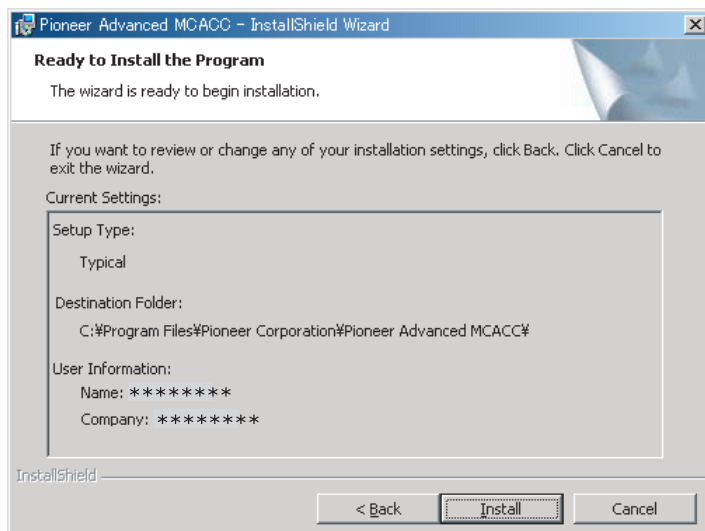 Pioneer Advanced MCACC - InstallShield Wizard
Ready to Install the Program
The wizard is ready to begin installation.
If you want to review or change any of your installation settings, click Back. Click Cancel to
exit the wizard.
Current Settings:
Setup Type:
Typical
Destination Folder:
C:¥Program Files¥Pioneer Corporation¥Pioneer Advanced MCACC¥
User Information:
Name: ********
Company: ********
InstallShield
< Back
Install
Cancel